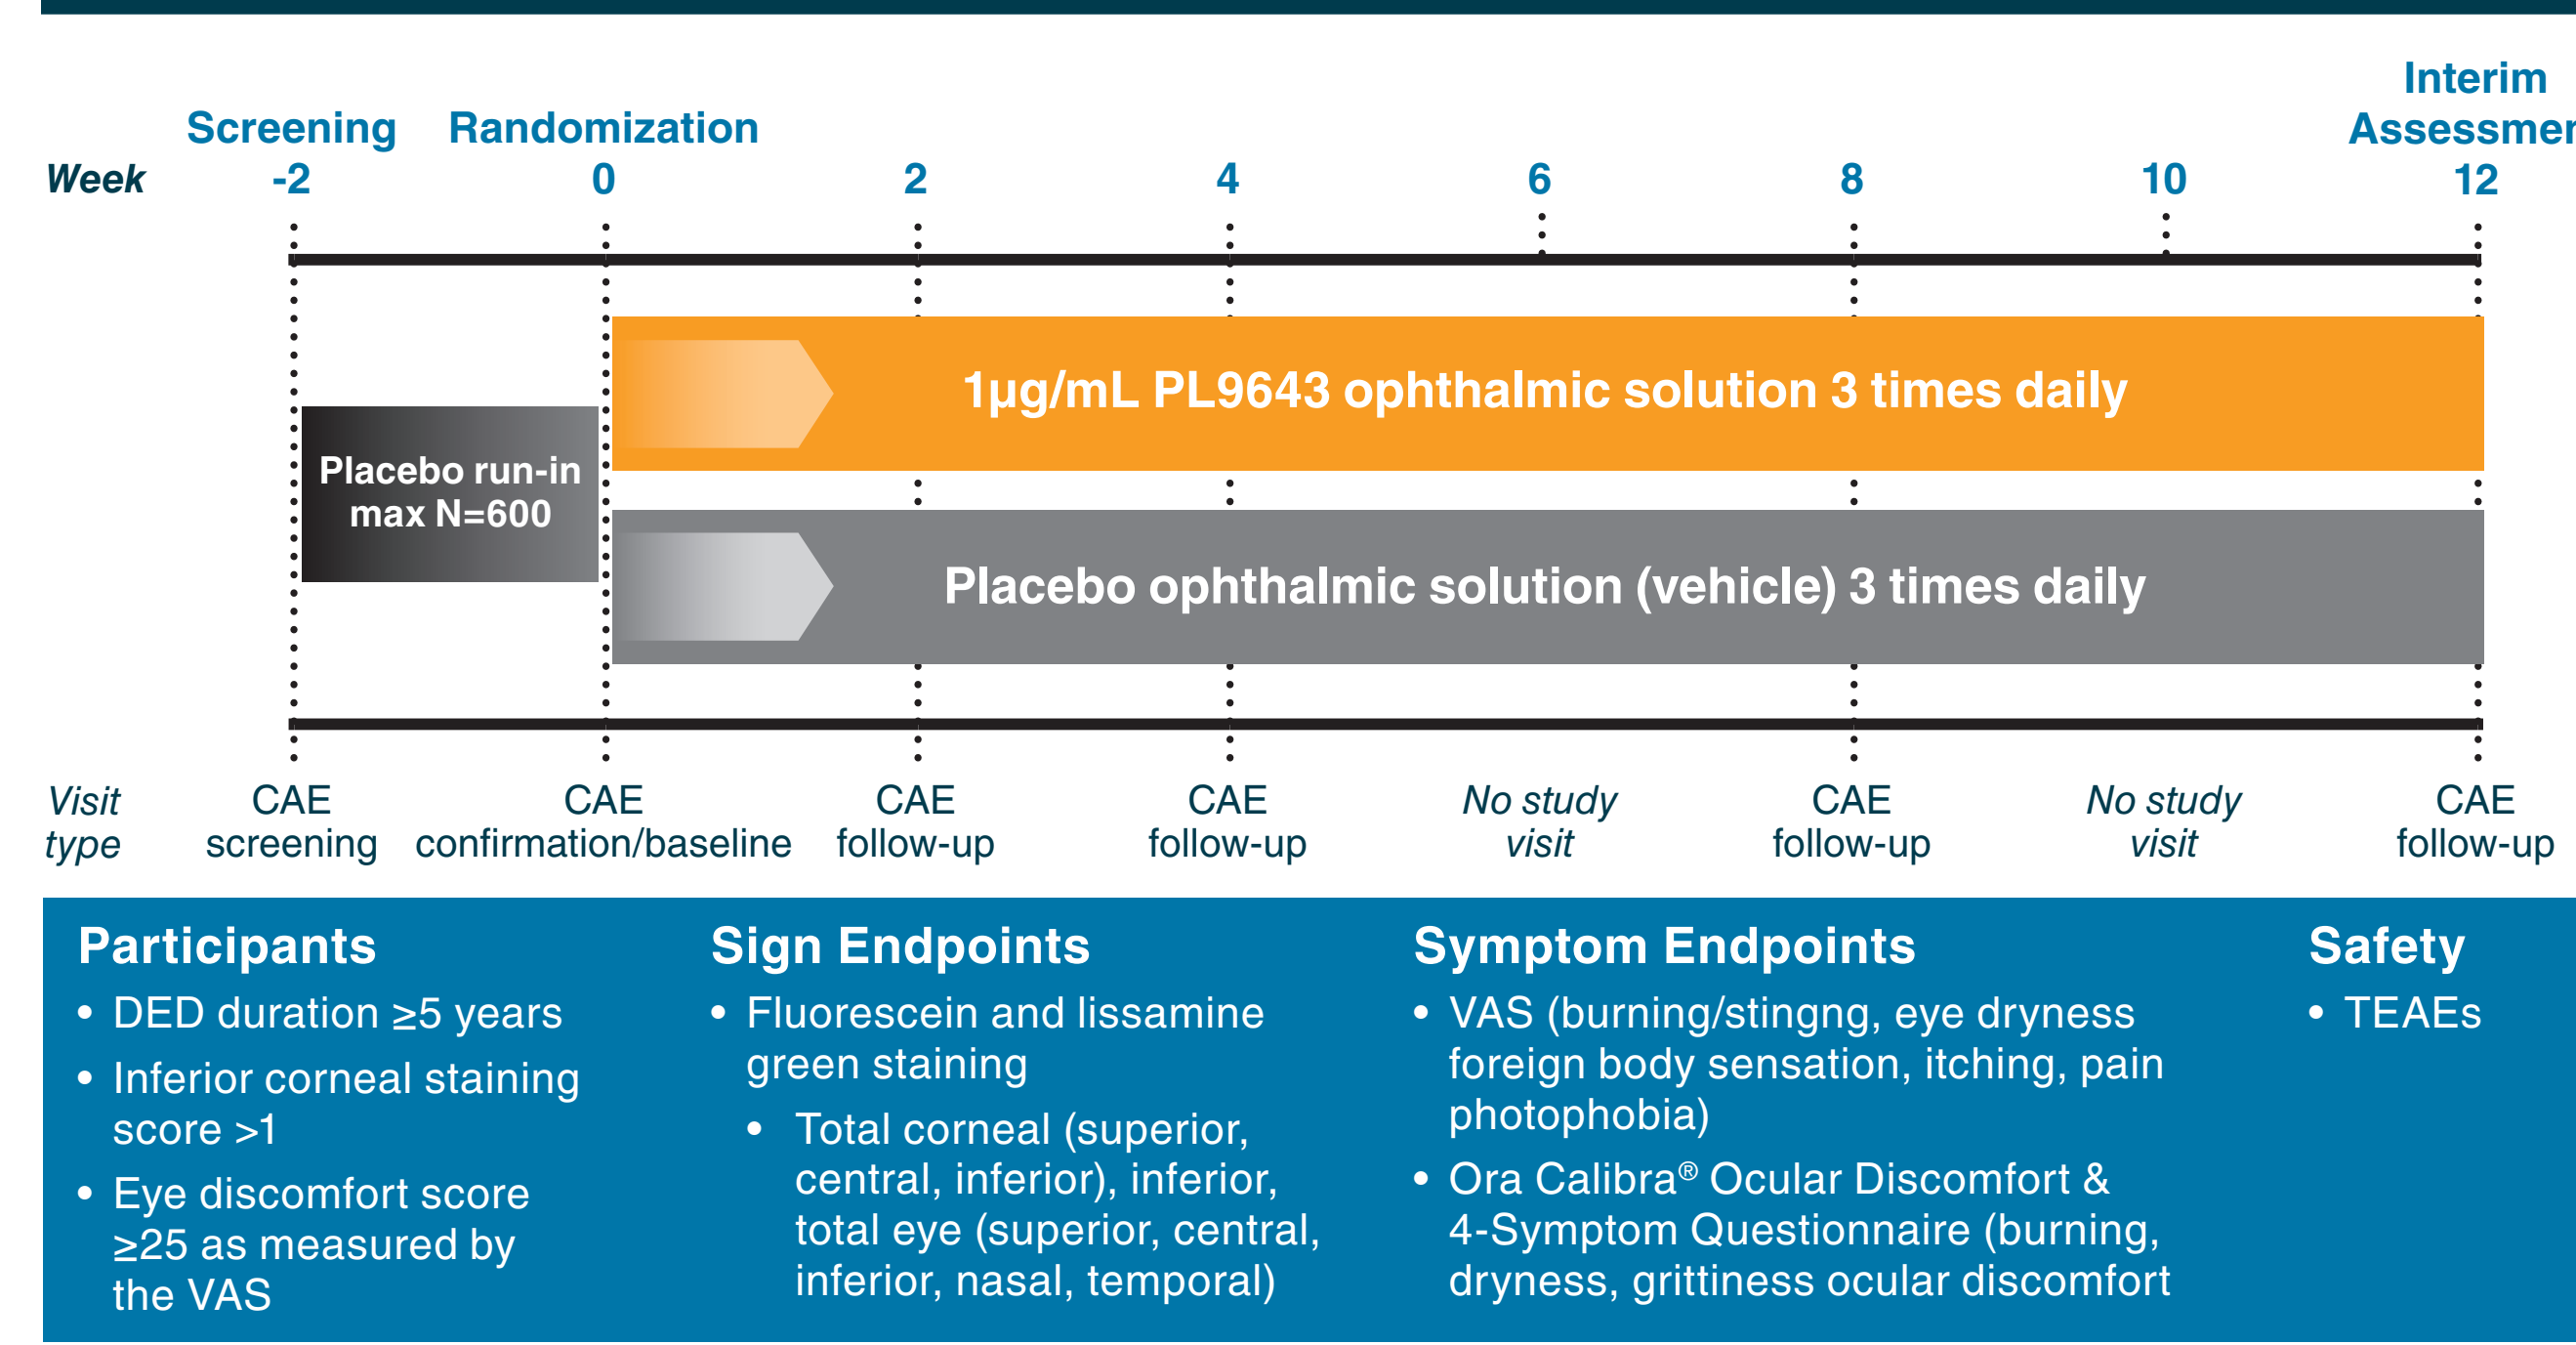 Interim
Screening Randomization Assessmen
Week -2 0 2 4 6 8 10 12
1µg/mL PL9643 ophthalmic solution 3 times daily
Placebo run-in
max N=600
Placebo ophthalmic solution (vehicle) 3 times daily
Visit type
CAE screening
CAE confirmation/baseline
CAE follow-up
CAE follow-up
No study visit
CAE follow-up
No study visit
CAE follow-up
Participants
• DED duration ≥5 years
• Inferior corneal staining
score >1
• Eye discomfort score
≥25 as measured by
the VAS
Sign Endpoints
• Fluorescein and lissamine
green staining
• Total corneal (superior,
central, inferior), inferior,
total eye (superior, central,
inferior, nasal, temporal)
Symptom Endpoints
• VAS (burning/stingng, eye dryness
foreign body sensation, itching, pain
photophobia)
• Ora Calibra® Ocular Discomfort &
4-Symptom Questionnaire (burning,
dryness, grittiness ocular discomfort
Safety
• TEAEs